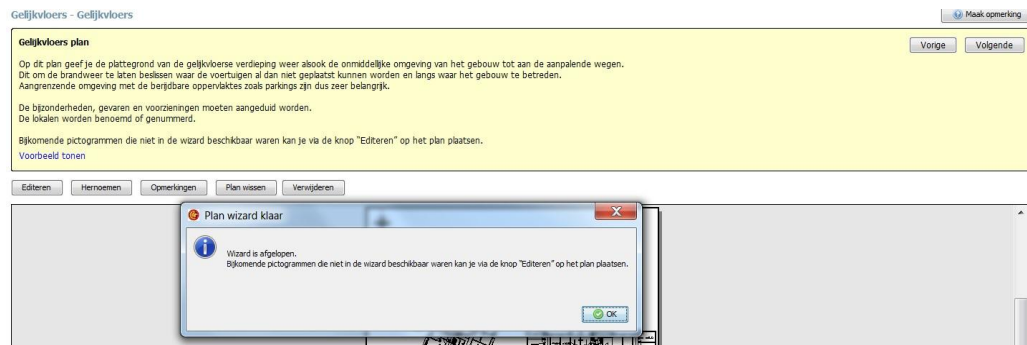 Gelijkvloers - Gelijkvloers
Maak opmerking
Gelijkvloers plan
Vorige
Volgende
Op dit plan geef je de plattegrond van de gelijkvloerse verdieping weer alsook de onmiddellijke omgeving van het gebouw tot aan de aanpalende wegen.
Dit om de brandweer te laten beslissen waar de voertuigen al dan niet geplaatst kunnen worden en langs waar het gebouw te betreden.
Aangrenzende omgeving met de berijdbare oppervlaktes zoals parkings zijn dus zeer belangrijk.
De bijzonderheden, gevaren en voorzieningen moeten aangeduid worden.
De lokalen worden benoemd of genummerd.
Bijkomende pictogrammen die niet in de wizard beschikbaar waren kan je via de knop "Editeren" op het plan plaatsen.
Voorbeeld tonen
Editeren
Hernoemen
Opmerkingen
Plan wissen
Verwijderen
Plan wizard klaar
Wizard is afgelopen.
Bijkomende pictogrammen die niet in de wizard beschikbaar waren kan je via de knop "Editeren" op het plan plaatsen.
OK